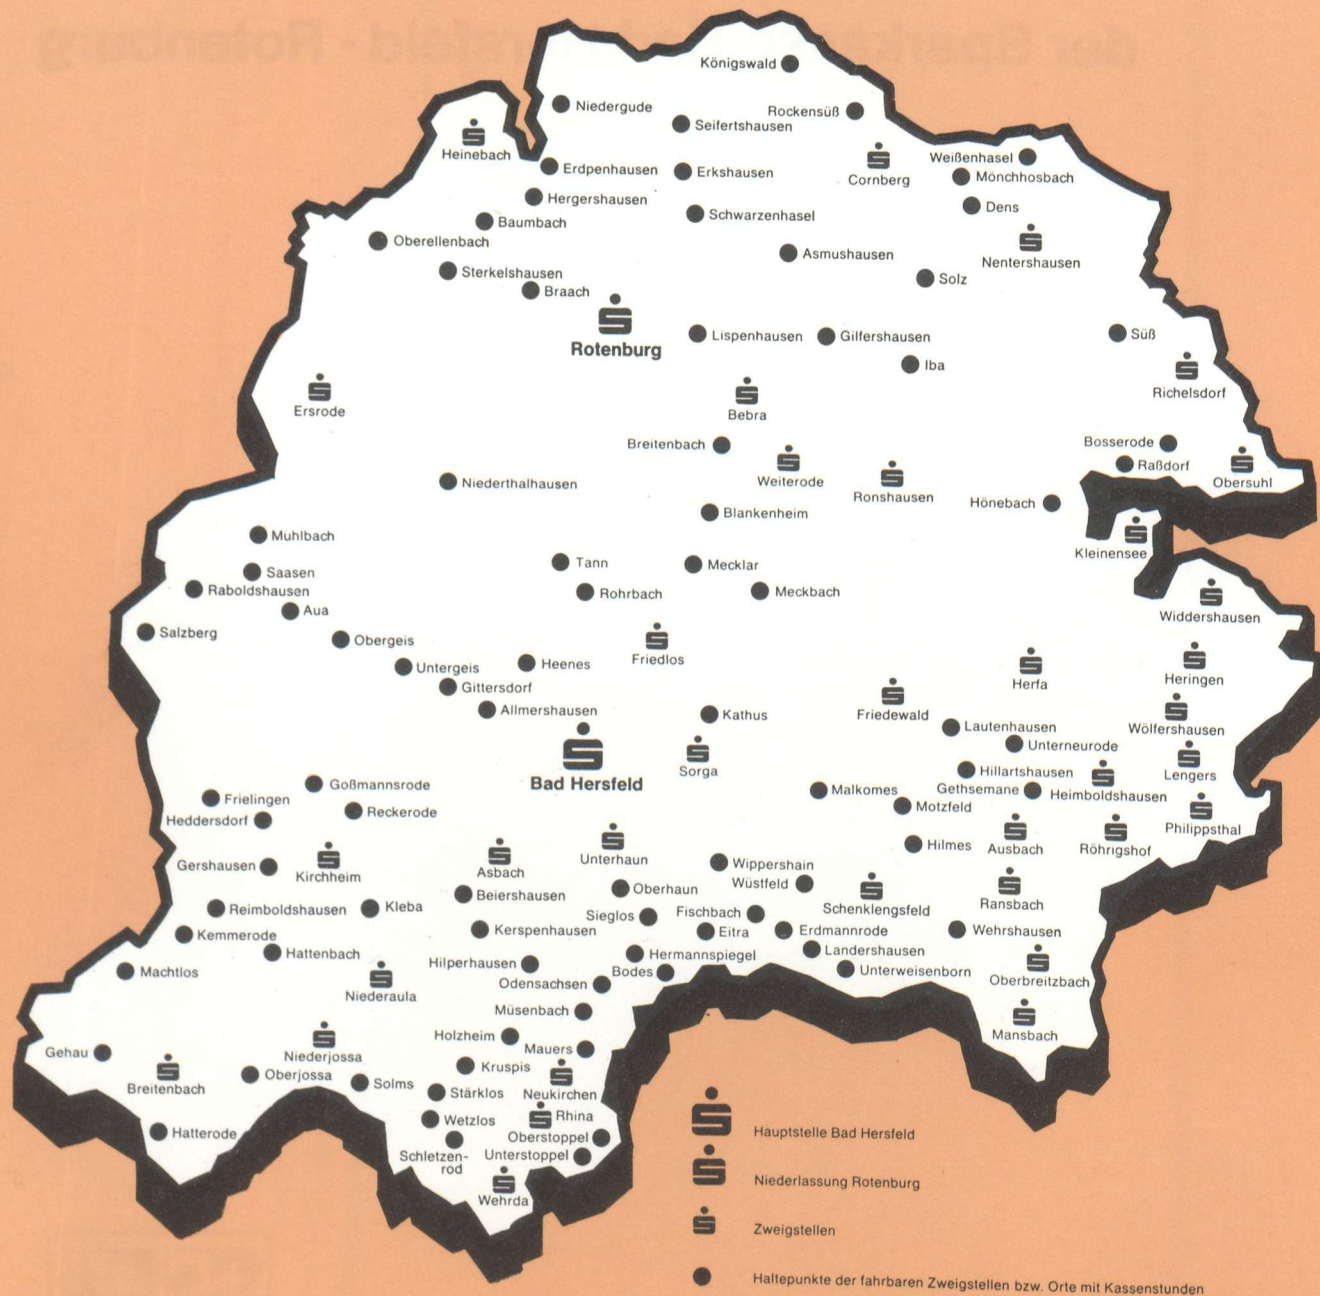 Königswald
Niedergude
Rockensüß
Seifertshausen
Heinebach
Weißenhasel
Erdpenhausen
Erkshausen
Cornberg
Mönchhosbach
Hergershausen
Dens
Schwarzenhasel
Baumbach
Oberellenbach
Asmushausen
Nentershausen
Sterkelshausen
Solz
Braach
Rotenburg
Lispenhausen
Gilfershausen
Süß
Iba
Richelsdorf
Ersrode
Bebra
Breitenbach
Bosserode
Raßdorf
Weiterode
Ronshausen
Obersuhl
Niederthalhausen
Hönebach
Blankenheim
Muhlbach
Kleinensee
Tann
Mecklar
Saasen
Raboldshausen
Rohrbach
Meckbach
Aua
Widdershausen
Salzberg
Obergeis
Friedlos
Heenes
Untergeis
Herfa
Heringen
Gittersdorf
Allmershausen
Kathus
Friedewald
Lautenhausen
Wölfershausen
Unterneurode
Sorga
Bad Hersfeld
Hillartshausen
Lengers
Goßmannsrode
Malkomes
Gethsemane
Heimboldshausen
Frielingen
Motzfeld
Reckerode
Heddersdorf
Philippsthal
Hilmes
Ausbach
Röhrigshof
Unterhaun
Gershausen
Kirchheim
Asbach
Wippershain
Wüstfeld
Oberhaun
Beiershausen
Schenklengsfeld
Ransbach
Reimboldshausen
Kleba
Sieglos
Fischbach
Kemmerode
Kerspenhausen
Eitra
Erdmannrode
Wehrshausen
Hattenbach
Landershausen
Hermannspiegel
Hilperhausen
Machtlos
Bodes
Unterweisenborn
Oberbreitzbach
Niederaula
Odensachsen
Müsenbach
Mansbach
Holzheim
Mauers
Gehau
Niederjossa
Kruspis
Breitenbach
Oberjossa
Solms
Stärklos
Neukirchen
Wetzlos
Rhina
Hatterode
Oberstoppel
Schletzen-
rod
Unterstoppel
Wehrda
Hauptstelle Bad Hersfeld
Niederlassung Rotenburg
Zweigstellen
Haltepunkte der fahrbaren Zweigstellen bzw. Orte mit Kassenstunden